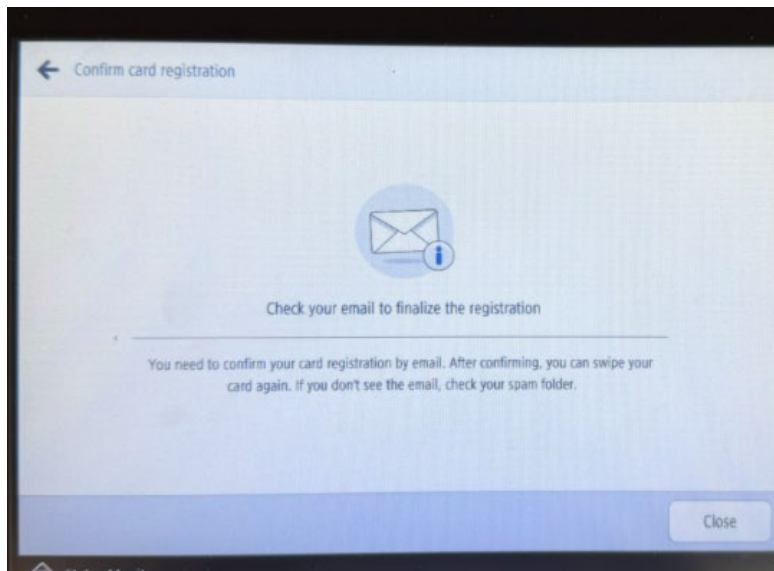 Confirm card registration
Check your email to finalize the registration
You need to confirm your card registration by email. After confirming, you can swipe your
card again. If you don't see the email, check your spam folder.
Close